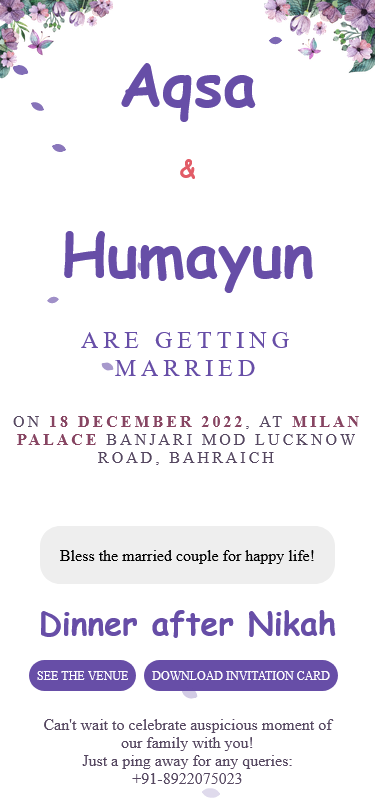 Aqsa
&
Humayun
ARE GETTING
MARRIED
ON 18 DECEMBER 2022, AT MILAN
PALACE BANJARI MOD LUCKNOW
ROAD, BAHRAICH
Bless the married couple for happy life!
Dinner after Nikah
SEE THE VENUE DOWNLOAD INVITATION CARD
Can't wait to celebrate auspicious moment of
our family with you!
Just a ping away for any queries:
+91-8922075023